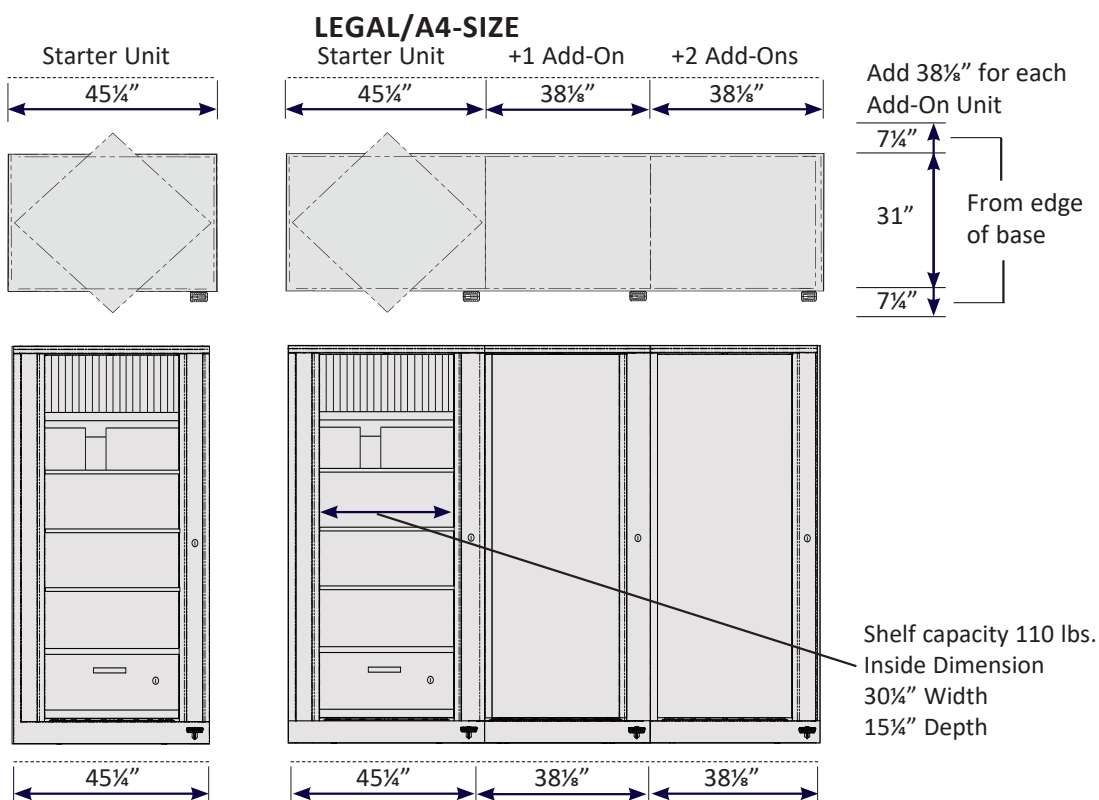 LEGAL/A4-SIZE
Starter Unit
Starter Unit
+1 Add-On
+2 Add-Ons
45¼”
45¼”
38⅛”
38⅛”
Add 38⅛” for each
Add-On Unit
7¼”
31”
From edge
of base
7¼”
Shelf capacity 110 lbs.
Inside Dimension
30¼” Width
15¼” Depth
45¼”
45¼”
38⅛”
38⅛”